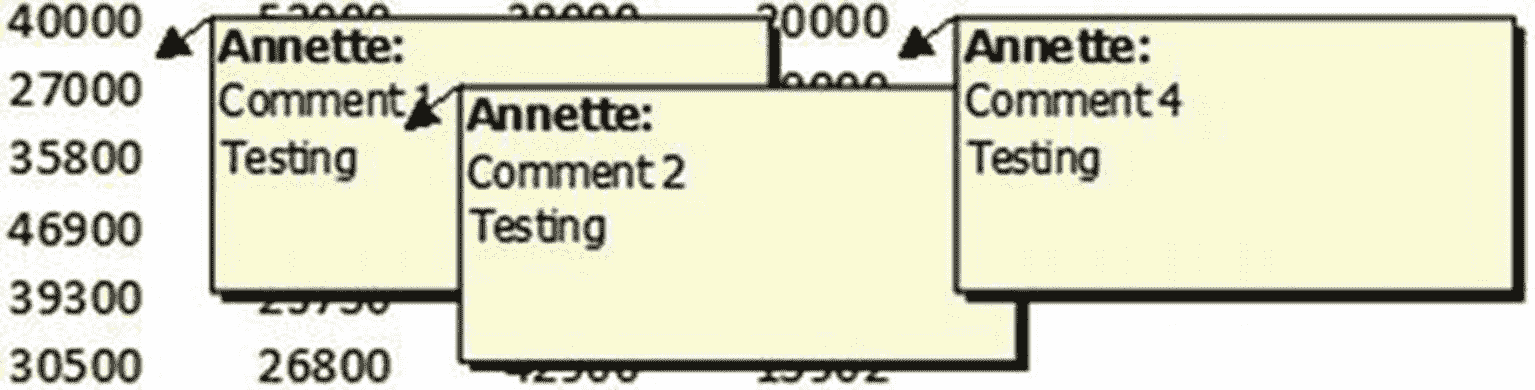 40000
Annette:
27000
Comment 1
Testing
35800
46900
39300
30500 26800
Annette:
Comment 2
Testing
Annette:
Comment 4
Testing